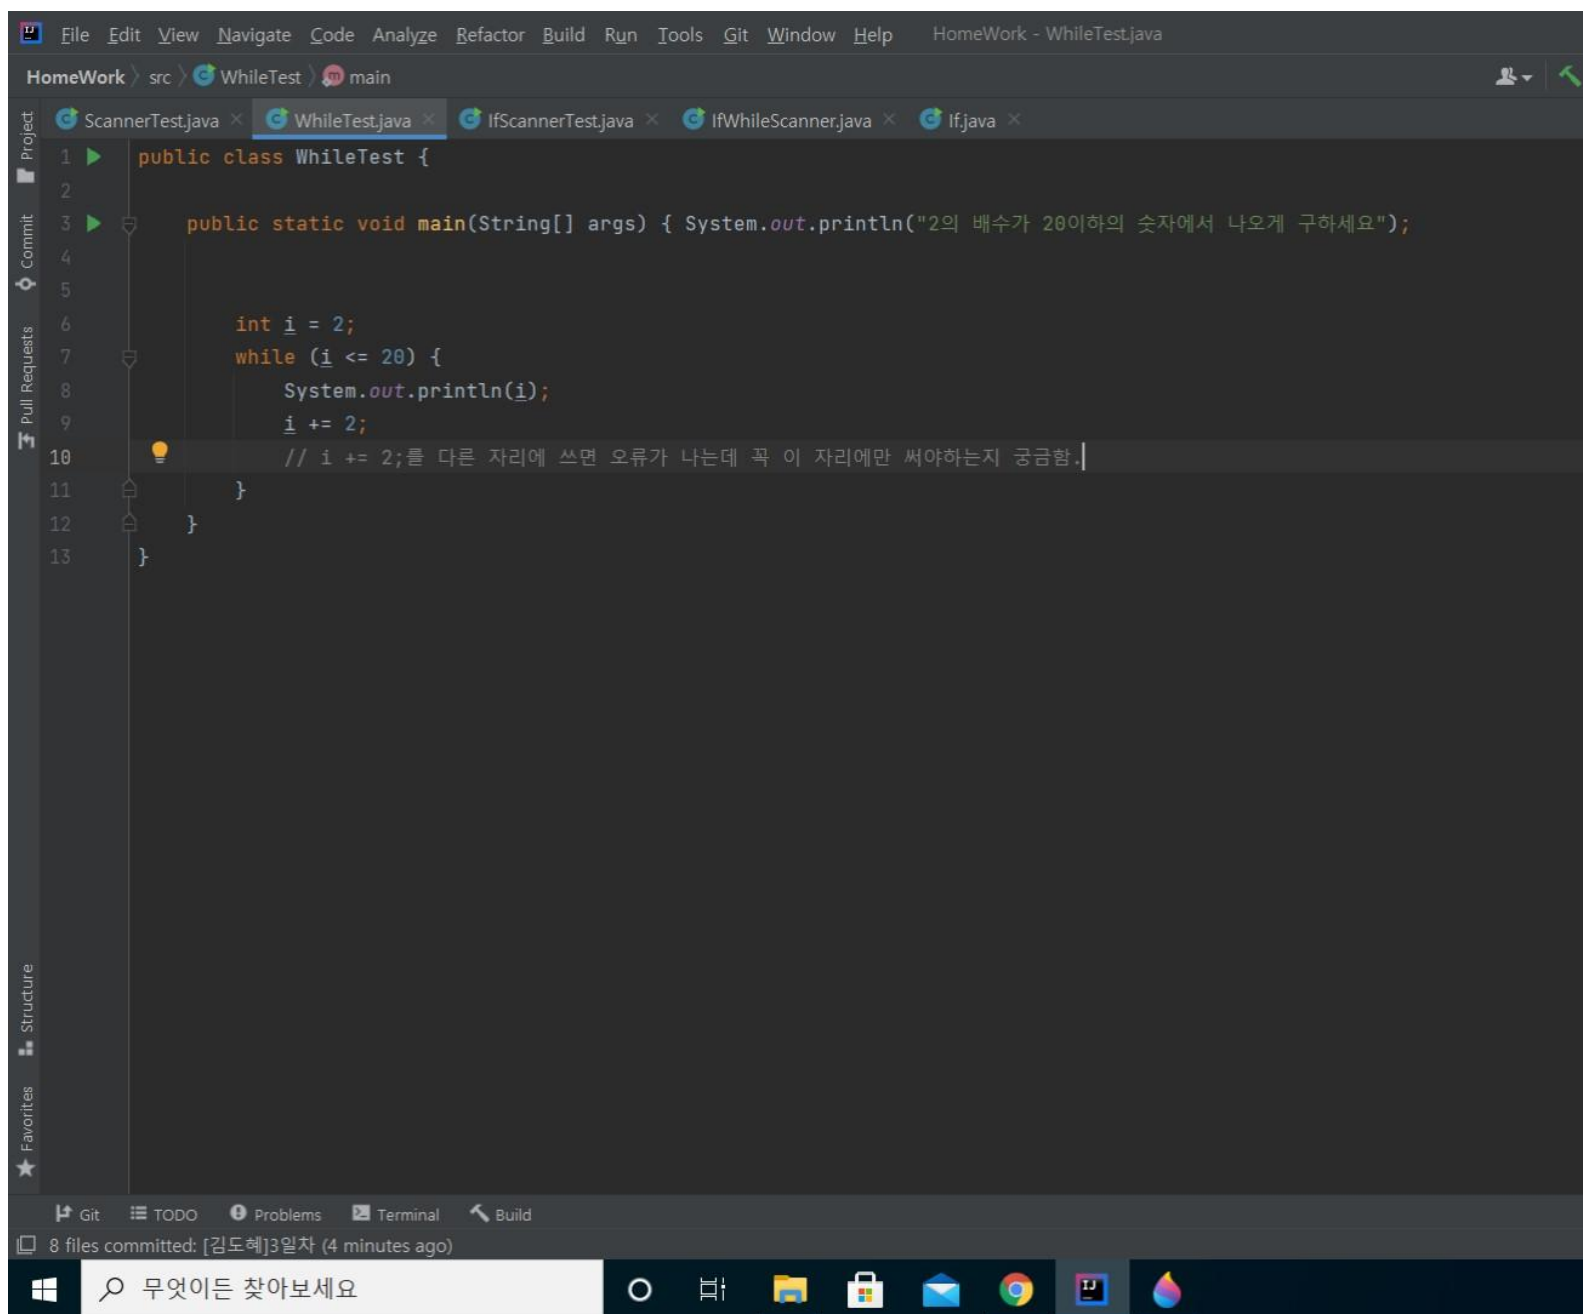 File Edit View Navigate Code Analyze Refactor Build Run Tools Git Window Help HomeWork - WhileTest.java
HomeWork src WhileTest main
ScannerTest.java WhileTest.java IfScannerTest.java IfWhileScanner.java If.java
Project
Commit
Pull Requests
1 public class WhileTest {
2
3 public static void main(String[] args) { System.out.println("2의 배수가 20이하의 숫자에서 나오게 구하세요");
4
5
6 int i = 2;
7 while (i <= 20) {
8 System.out.println(i);
9 i += 2;
10 // i += 2;를 다른 자리에 쓰면 오류가 나는데 꼭 이 자리에만 써야하는지 궁금함.
11 }
12 }
13 }
Structure
Favorites
Git TODO Problems Terminal Build
8 files committed: [김도혜]3일차 (4 minutes ago)
무엇이든 찾아보세요